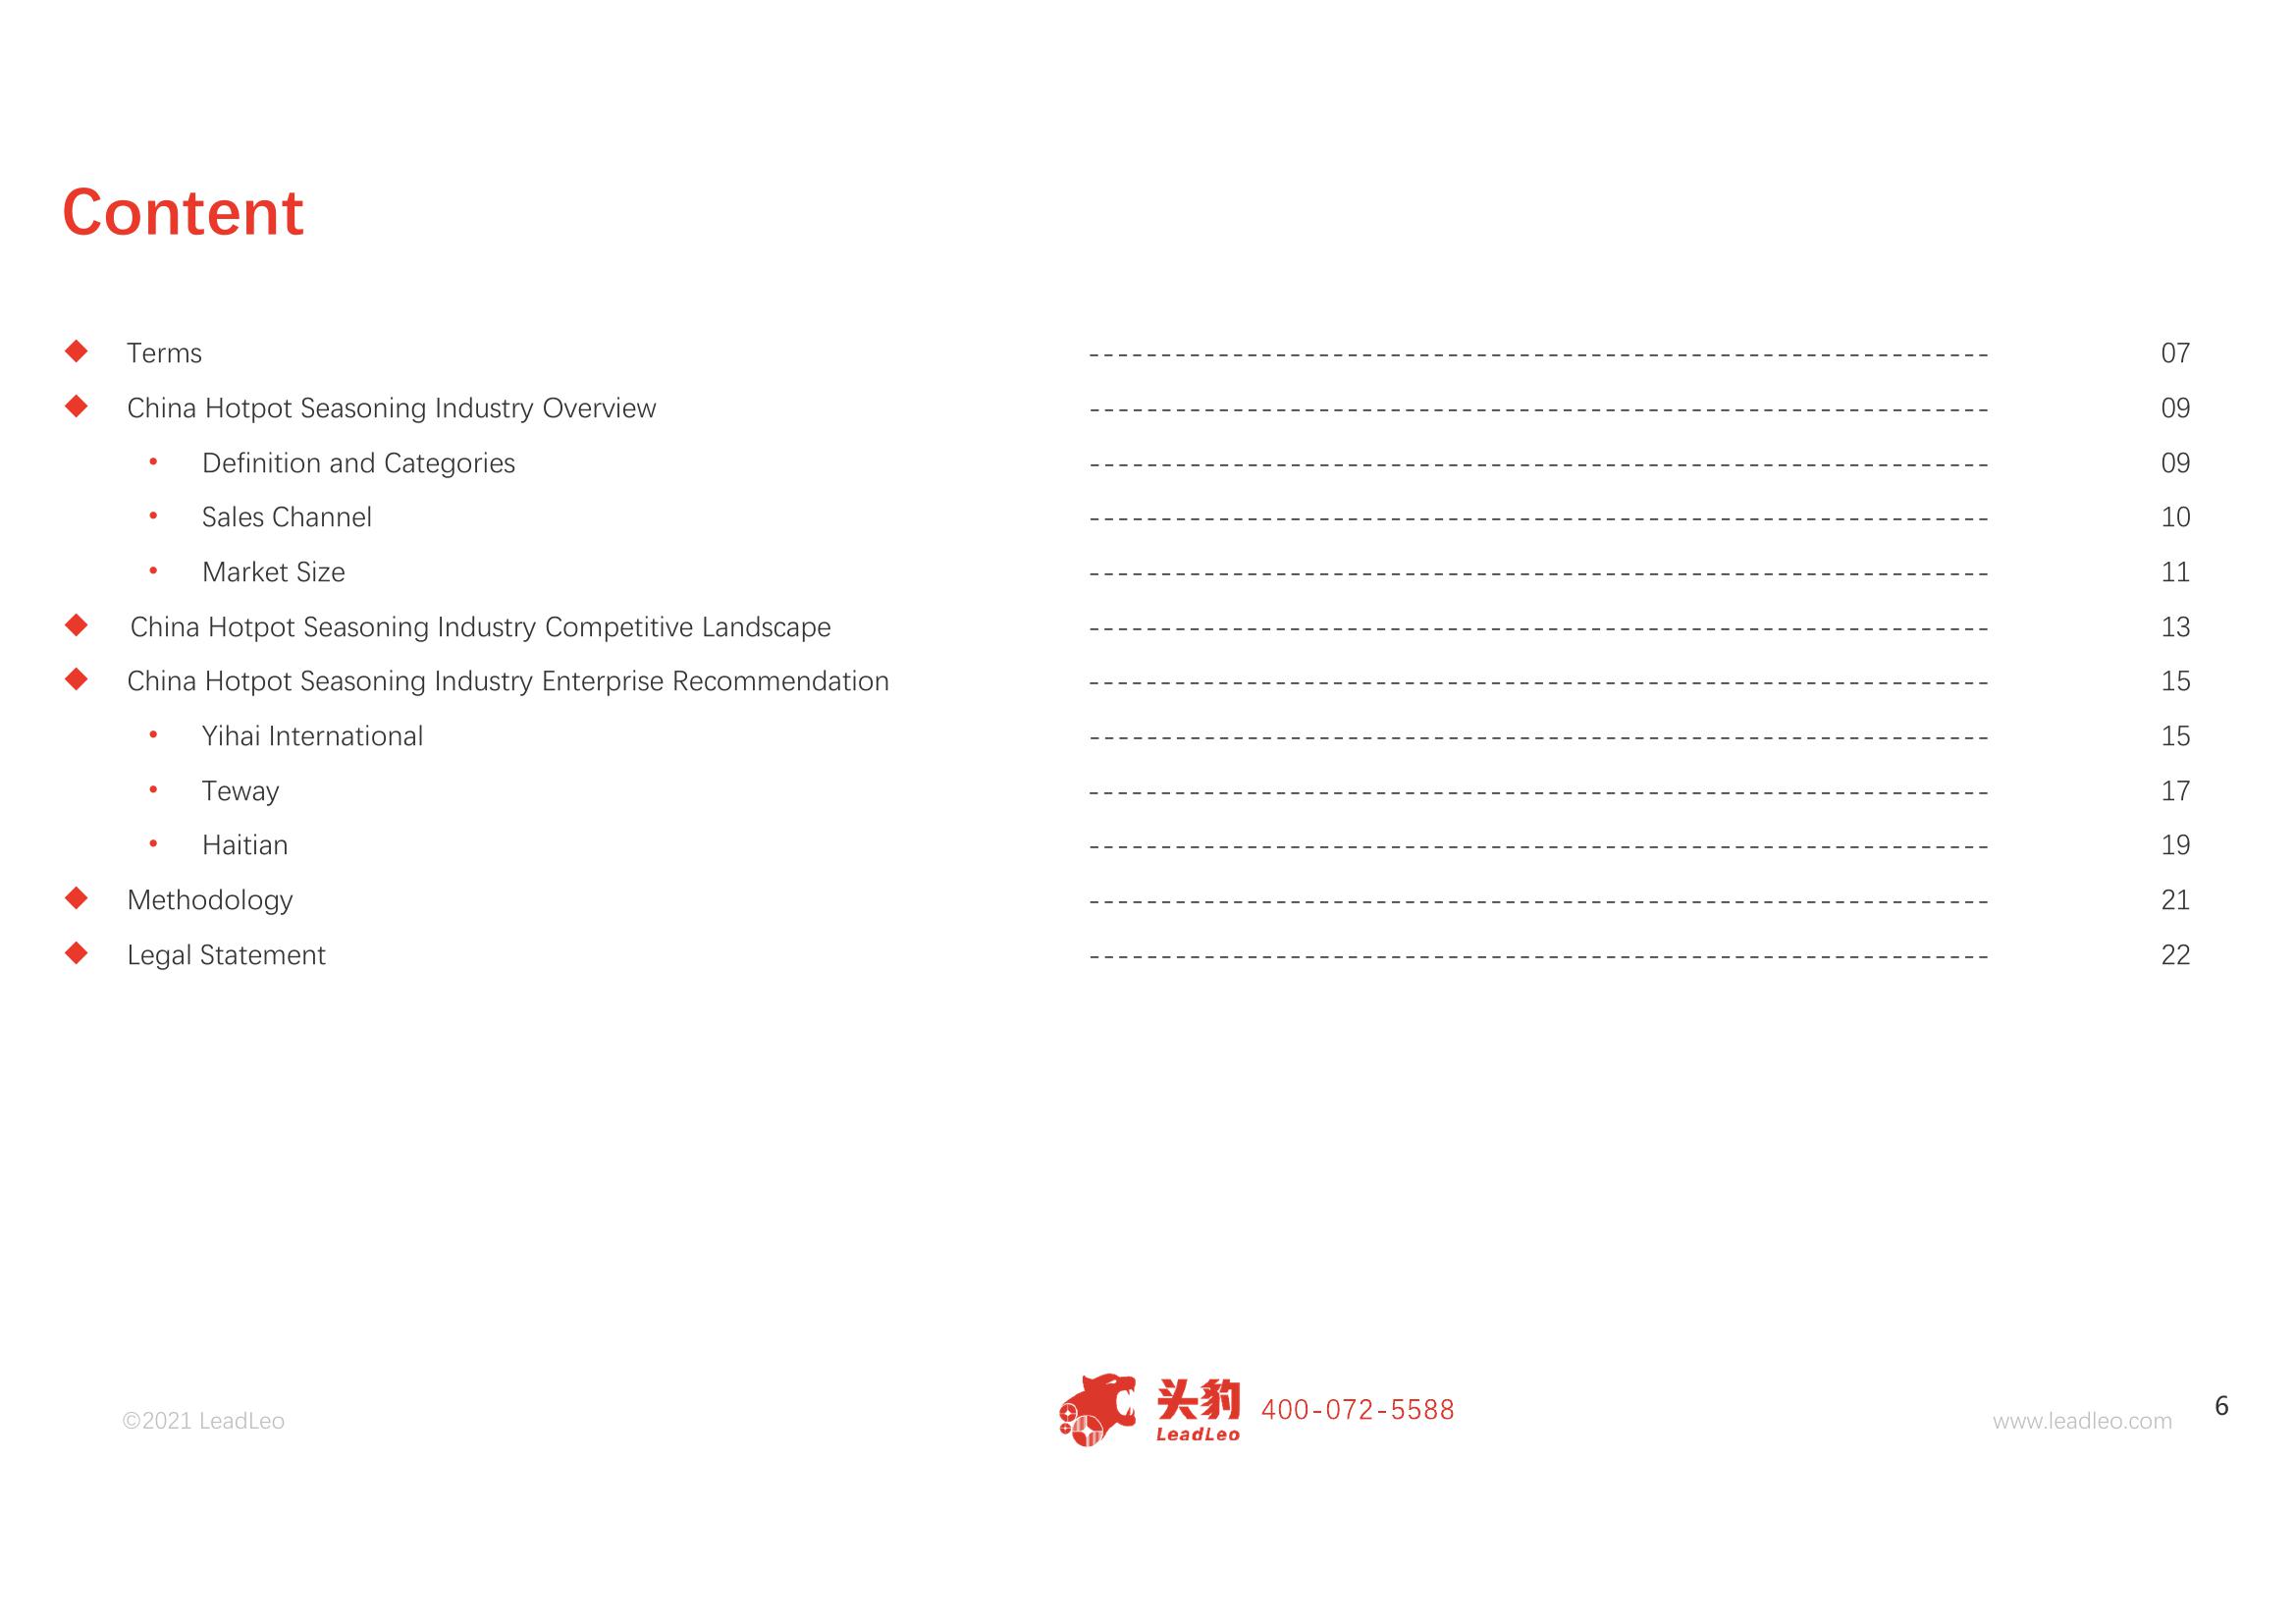 Content
Terms 07
China Hotpot Seasoning Industry Overview 09
Definition and Categories 09
Sales Channel 10
Market Size 11
China Hotpot Seasoning Industry Competitive Landscape 13
China Hotpot Seasoning Industry Enterprise Recommendation 15
Yihai International 15
Teway 17
Haitian 19
Methodology 21
Legal Statement 22
©2021 LeadLeo
头豹
LeadLeo
400-072-5588
www.leadleo.com
6